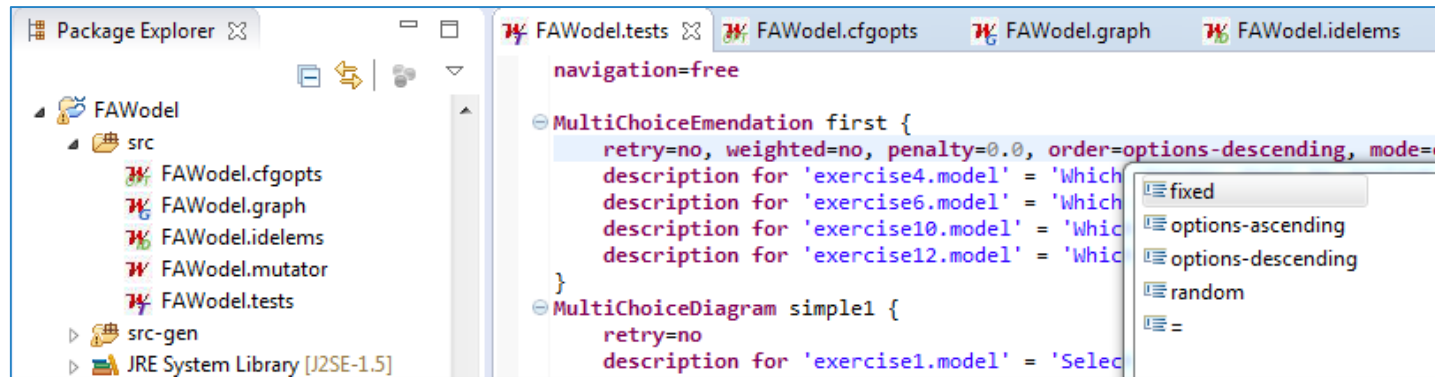 Package Explorer
FAWodel
src
FAWodel.cfgopts
FAWodel.graph
FAWodel.idelems
FAWodel.mutator
FAWodel.tests
src-gen
JRE System Library [J2SE-1.5]
FAWodel.tests FAWodel.cfgopts FAWodel.graph FAWodel.idelems
navigation=free
MultiChoiceEmendation first {
retry=no, weighted=no, penalty=0.0, order=options-descending, mode=
description for 'exercise4.model' = 'Which
description for 'exercise6.model' = 'Which
description for 'exercise10.model' = 'Whic
description for 'exercise12.model' = 'Whic
}
MultiChoiceDiagram simple1 {
retry=no
description for 'exercise1.model' = 'Selec
fixed
options-ascending
options-descending
random
=